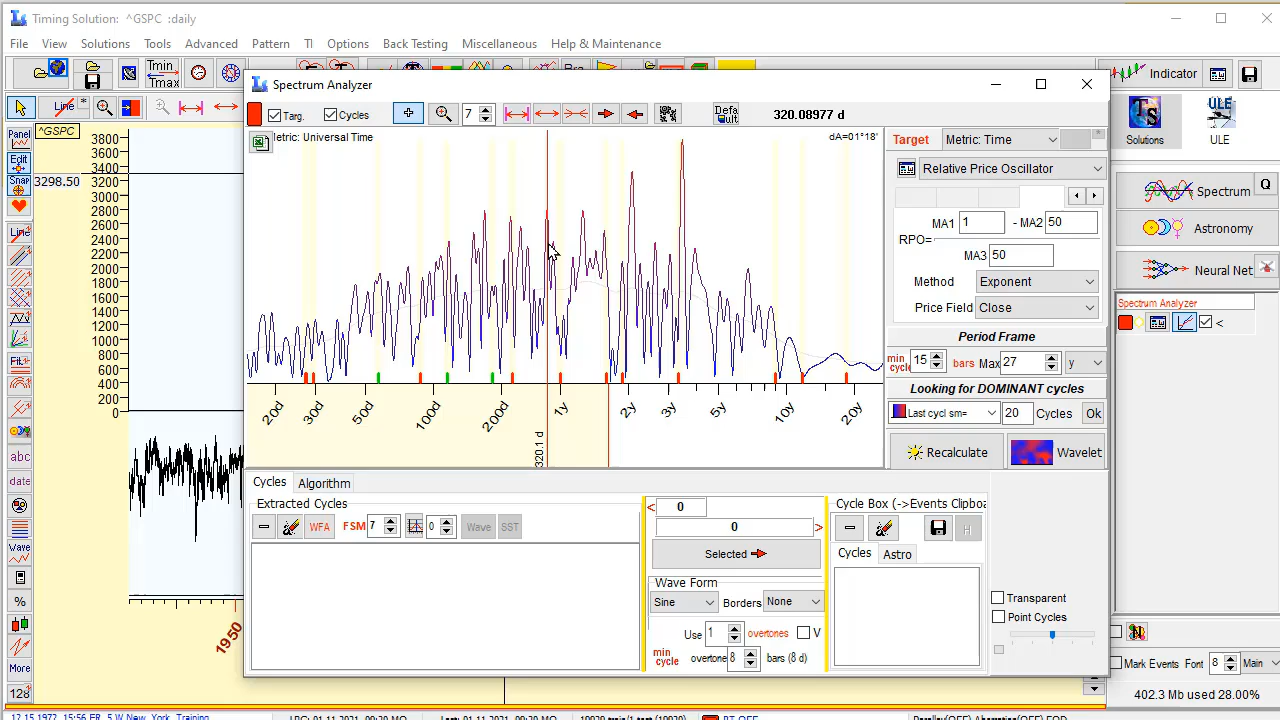 Timing Solution: ^GSPC :daily
File View Solutions Tools Advanced Pattern TI Options Back Testing Miscellaneous Help & Maintenance
Tmin
Tmax
Indicator
Spectrum Analyzer
Line *
Targ. Cycles 7 Defa
ult 320.08977 d
Solutions
ULE
ULE
Panel
^GSPC
3800
3600
3400
3298.50 3200
3000
2800
2600
2400
2200
2000
1800
1600
1400
1200
1000
800
600
400
200
0
Edit
Snap
Line
Fit
abc
date
Wave
%
More
128
1950
etric: Universal Time dA=01°18'
20d 30d 50d 100d 200d 1y 2y 3y 5y 10y 20y
320.1 d
Target Metric: Time
Relative Price Oscillator
MA1 1 - MA2 50
RPO=
MA3 50
Method Exponent
Price Field Close
Period Frame
min
cycle 15 bars Max 27 y
Looking for DOMINANT cycles
Last cycl sm= 20 Cycles Ok
Recalculate Wavelet
Spectrum Q
Astronomy
Neural Net
Spectrum Analyzer
<
Cycles Algorithm
Extracted Cycles
WFA FSM 7 0 Wave SST
< 0
0 >
Selected
Wave Form
Sine Borders None
Use 1 overtones V
min
cycle overtone 8 bars (8 d)
Cycle Box (->Events Clipboa
H
Cycles Astro
Transparent
Point Cycles
Mark Events Font 8 Main
402.3 Mb used 28.00%